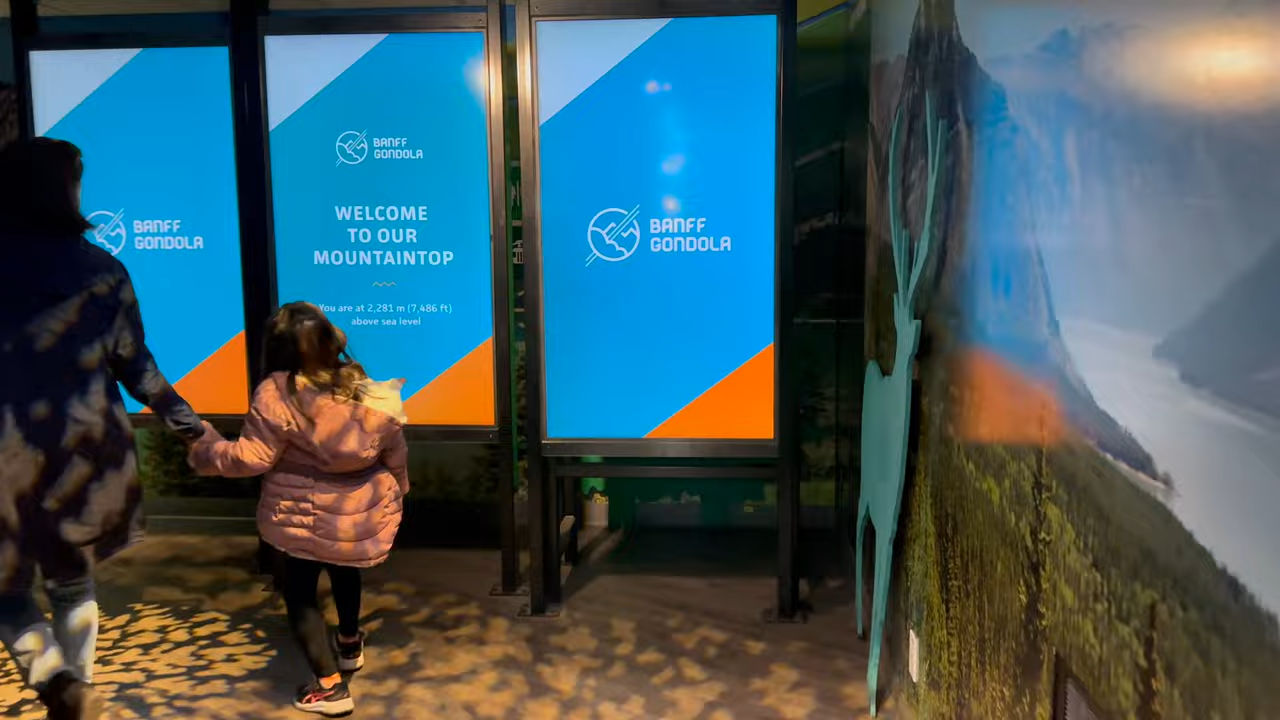 BANFF
GONDOLA
BANFF
GONDOLA
WELCOME
TO OUR
MOUNTAINTOP
You are at 2,281 m (7,486 ft)
above sea level
BANFF
GONDOLA